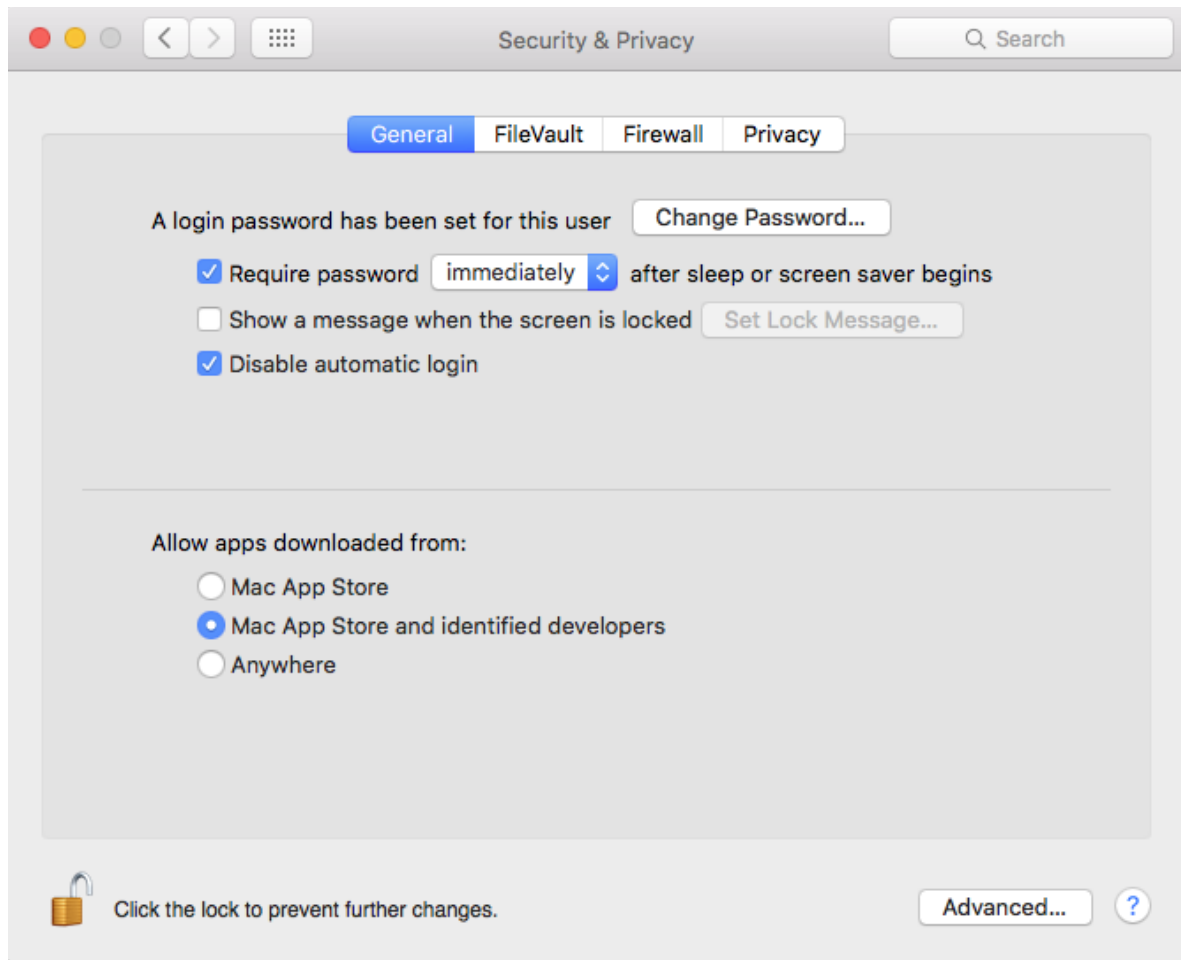 Security & Privacy
Search
General FileVault Firewall Privacy
A login password has been set for this user Change Password...
Require password immediately after sleep or screen saver begins
Show a message when the screen is locked Set Lock Message...
Disable automatic login
Allow apps downloaded from:
Mac App Store
Mac App Store and identified developers
Anywhere
Click the lock to prevent further changes.
Advanced... ?